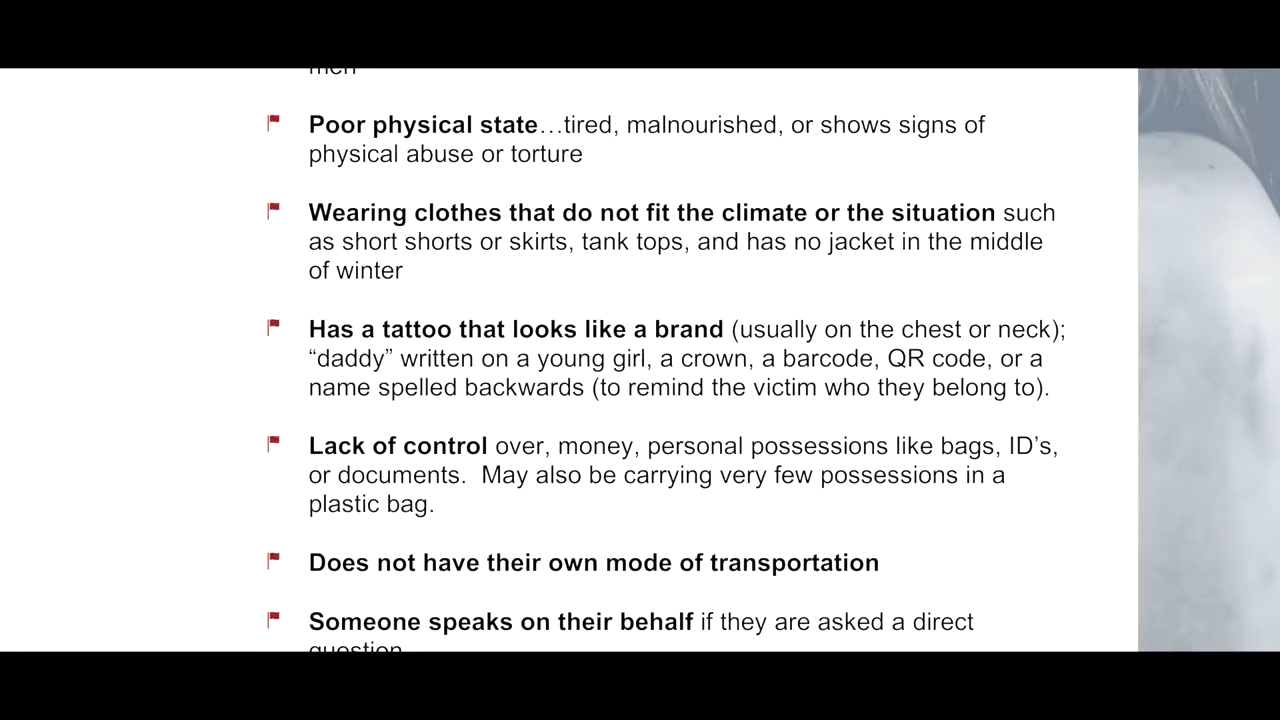 men
Poor physical state…tired, malnourished, or shows signs of
physical abuse or torture
Wearing clothes that do not fit the climate or the situation such
as short shorts or skirts, tank tops, and has no jacket in the middle
of winter
Has a tattoo that looks like a brand (usually on the chest or neck);
“daddy” written on a young girl, a crown, a barcode, QR code, or a
name spelled backwards (to remind the victim who they belong to).
Lack of control over, money, personal possessions like bags, ID’s,
or documents.  May also be carrying very few possessions in a
plastic bag.
Does not have their own mode of transportation
Someone speaks on their behalf if they are asked a direct
question